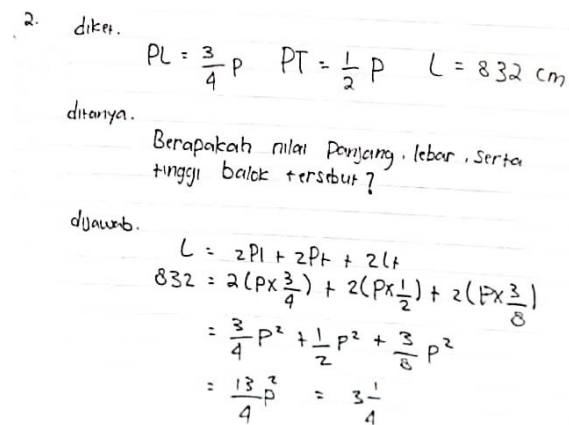 2. diket.
PL = 3/4 P PT = 1/2 P L = 832 cm
ditanya.
Berapakah nilai panjang, lebar, serta
tinggi balok tersebut?
dijawab.
L = 2Pl + 2Pt + 2lt
832 = 2(P×3/4) + 2(P×1/2) + 2(P×3/8)
= 3/4 P² + 1/2 P² + 3/8 P²
= 13/4 P² = 3 1/4